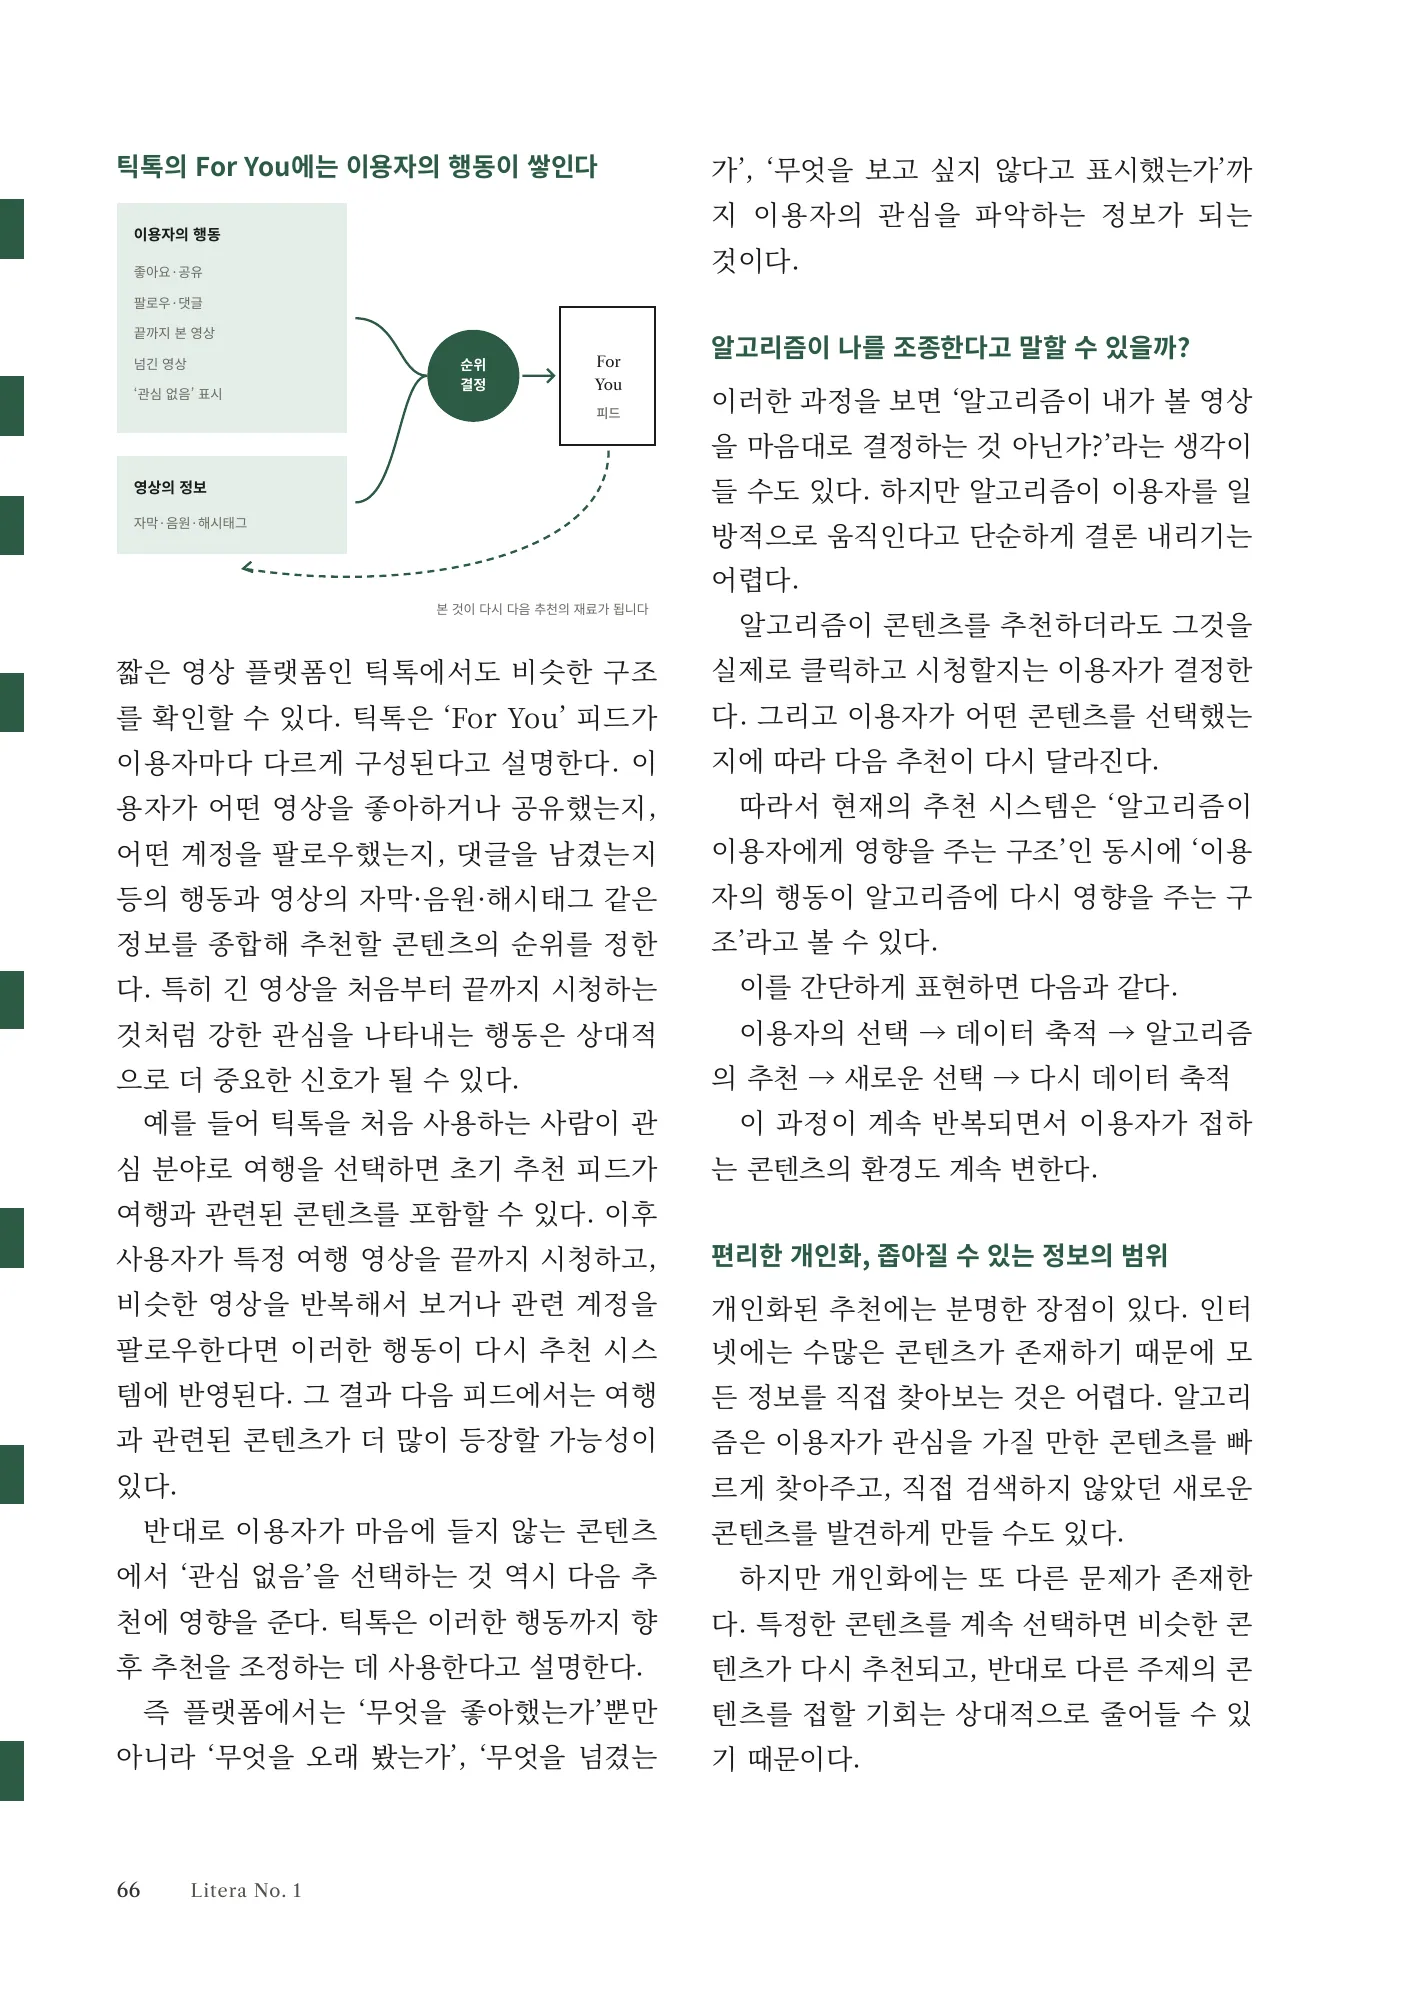 틱톡의 For You에는 이용자의 행동이 쌓인다
이용자의 행동
좋아요·공유
팔로우·댓글
끝까지 본 영상
넘긴 영상
‘관심 없음’ 표시
영상의 정보
자막·음원·해시태그
순위
결정
For
You
피드
본 것이 다시 다음 추천의 재료가 됩니다
짧은 영상 플랫폼인 틱톡에서도 비슷한 구조
를 확인할 수 있다. 틱톡은 ‘For You’ 피드가
이용자마다 다르게 구성된다고 설명한다. 이
용자가 어떤 영상을 좋아하거나 공유했는지,
어떤 계정을 팔로우했는지, 댓글을 남겼는지
등의 행동과 영상의 자막·음원·해시태그 같은
정보를 종합해 추천할 콘텐츠의 순위를 정한
다. 특히 긴 영상을 처음부터 끝까지 시청하는
것처럼 강한 관심을 나타내는 행동은 상대적
으로 더 중요한 신호가 될 수 있다.
예를 들어 틱톡을 처음 사용하는 사람이 관
심 분야로 여행을 선택하면 초기 추천 피드가
여행과 관련된 콘텐츠를 포함할 수 있다. 이후
사용자가 특정 여행 영상을 끝까지 시청하고,
비슷한 영상을 반복해서 보거나 관련 계정을
팔로우한다면 이러한 행동이 다시 추천 시스
템에 반영된다. 그 결과 다음 피드에서는 여행
과 관련된 콘텐츠가 더 많이 등장할 가능성이
있다.
반대로 이용자가 마음에 들지 않는 콘텐츠
에서 ‘관심 없음’을 선택하는 것 역시 다음 추
천에 영향을 준다. 틱톡은 이러한 행동까지 향
후 추천을 조정하는 데 사용한다고 설명한다.
즉 플랫폼에서는 ‘무엇을 좋아했는가’뿐만
아니라 ‘무엇을 오래 봤는가’, ‘무엇을 넘겼는
가’, ‘무엇을 보고 싶지 않다고 표시했는가’까
지 이용자의 관심을 파악하는 정보가 되는
것이다.
알고리즘이 나를 조종한다고 말할 수 있을까?
이러한 과정을 보면 ‘알고리즘이 내가 볼 영상
을 마음대로 결정하는 것 아닌가?’라는 생각이
들 수도 있다. 하지만 알고리즘이 이용자를 일
방적으로 움직인다고 단순하게 결론 내리기는
어렵다.
알고리즘이 콘텐츠를 추천하더라도 그것을
실제로 클릭하고 시청할지는 이용자가 결정한
다. 그리고 이용자가 어떤 콘텐츠를 선택했는
지에 따라 다음 추천이 다시 달라진다.
따라서 현재의 추천 시스템은 ‘알고리즘이
이용자에게 영향을 주는 구조’인 동시에 ‘이용
자의 행동이 알고리즘에 다시 영향을 주는 구
조’라고 볼 수 있다.
이를 간단하게 표현하면 다음과 같다.
이용자의 선택 → 데이터 축적 → 알고리즘
의 추천 → 새로운 선택 → 다시 데이터 축적
이 과정이 계속 반복되면서 이용자가 접하
는 콘텐츠의 환경도 계속 변한다.
편리한 개인화, 좁아질 수 있는 정보의 범위
개인화된 추천에는 분명한 장점이 있다. 인터
넷에는 수많은 콘텐츠가 존재하기 때문에 모
든 정보를 직접 찾아보는 것은 어렵다. 알고리
즘은 이용자가 관심을 가질 만한 콘텐츠를 빠
르게 찾아주고, 직접 검색하지 않았던 새로운
콘텐츠를 발견하게 만들 수도 있다.
하지만 개인화에는 또 다른 문제가 존재한
다. 특정한 콘텐츠를 계속 선택하면 비슷한 콘
텐츠가 다시 추천되고, 반대로 다른 주제의 콘
텐츠를 접할 기회는 상대적으로 줄어들 수 있
기 때문이다.
66 Litera No. 1